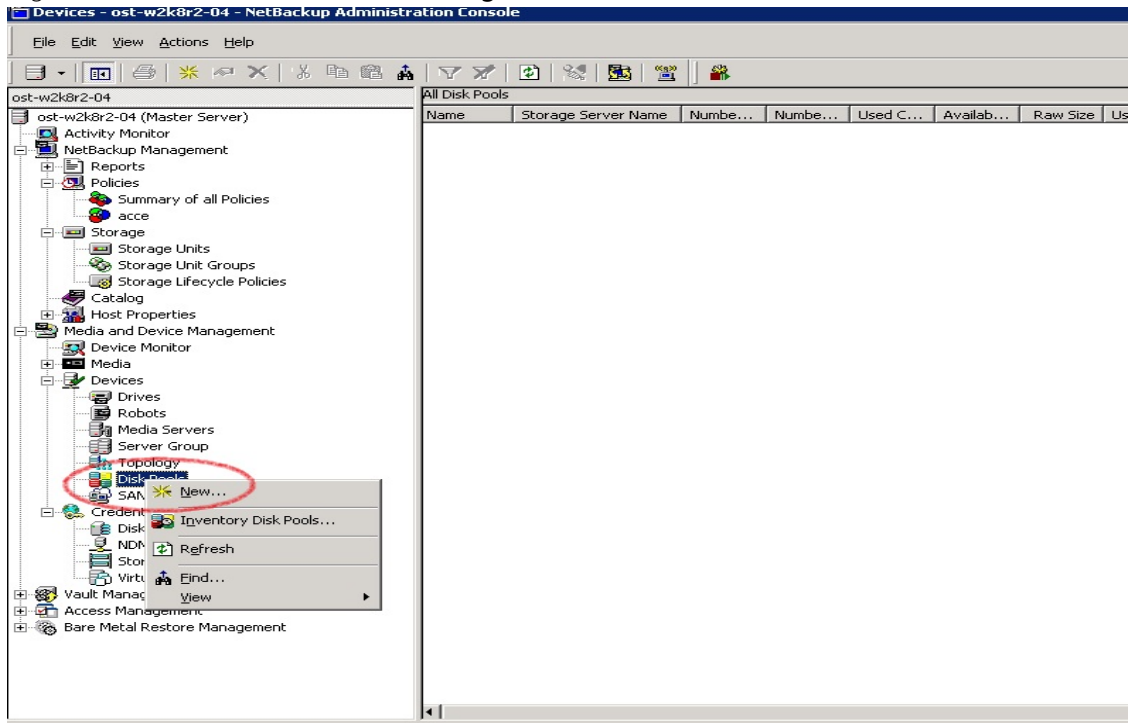 Devices - ost-w2k8r2-04 - NetBackup Administration Console
File Edit View Actions Help
ost-w2k8r2-04
All Disk Pools
ost-w2k8r2-04 (Master Server)
Name Storage Server Name Numbe... Numbe... Used C... Availab... Raw Size Us
Activity Monitor
NetBackup Management
Reports
Policies
Summary of all Policies
acce
Storage
Storage Units
Storage Unit Groups
Storage Lifecycle Policies
Catalog
Host Properties
Media and Device Management
Device Monitor
Media
Devices
Drives
Robots
Media Servers
Server Group
Topology
Disk Pools
SAN
New...
Credent
Disk
Inventory Disk Pools...
NDM
Refresh
Stor
Virtu
Find...
Vault Manag
View
Access Management
Bare Metal Restore Management